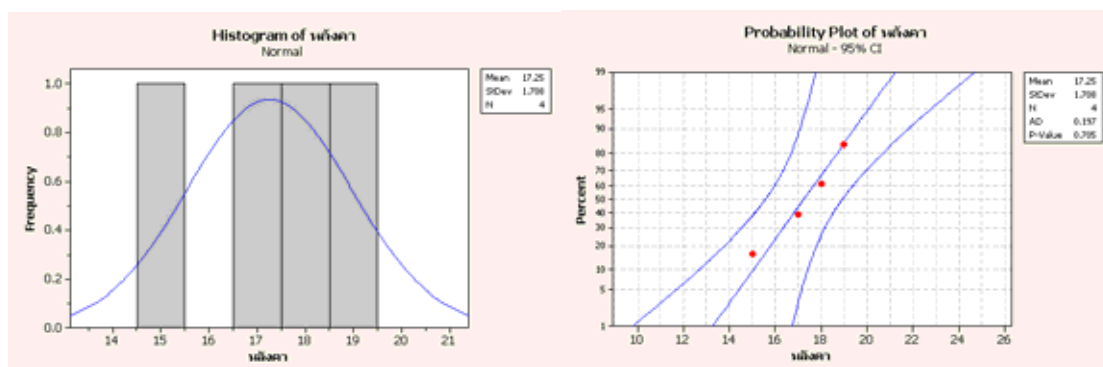 Histogram of หลังคา
Normal
Mean 17.25
StDev 1.708
N 4
1.0
0.8
0.6
0.4
0.2
0.0
Frequency
14 15 16 17 18 19 20 21
หลังคา
Probability Plot of หลังคา
Normal - 95% CI
Mean 17.25
StDev 1.708
N 4
AD 0.197
P-Value 0.785
99
95
90
80
70
60
50
40
30
20
10
5
1
Percent
10 12 14 16 18 20 22 24 26
หลังคา